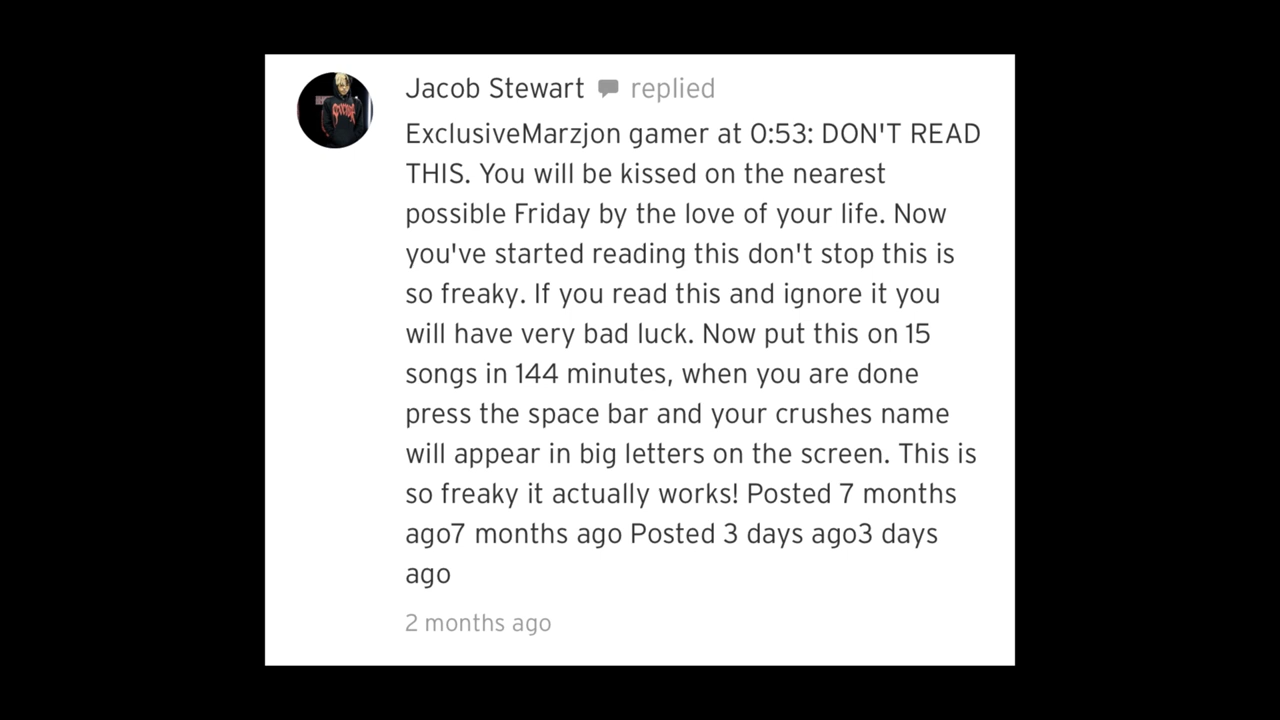 Jacob Stewart replied
ExclusiveMarzjon gamer at 0:53: DON'T READ
THIS. You will be kissed on the nearest
possible Friday by the love of your life. Now
you've started reading this don't stop this is
so freaky. If you read this and ignore it you
will have very bad luck. Now put this on 15
songs in 144 minutes, when you are done
press the space bar and your crushes name
will appear in big letters on the screen. This is
so freaky it actually works! Posted 7 months
ago7 months ago Posted 3 days ago3 days
ago
2 months ago